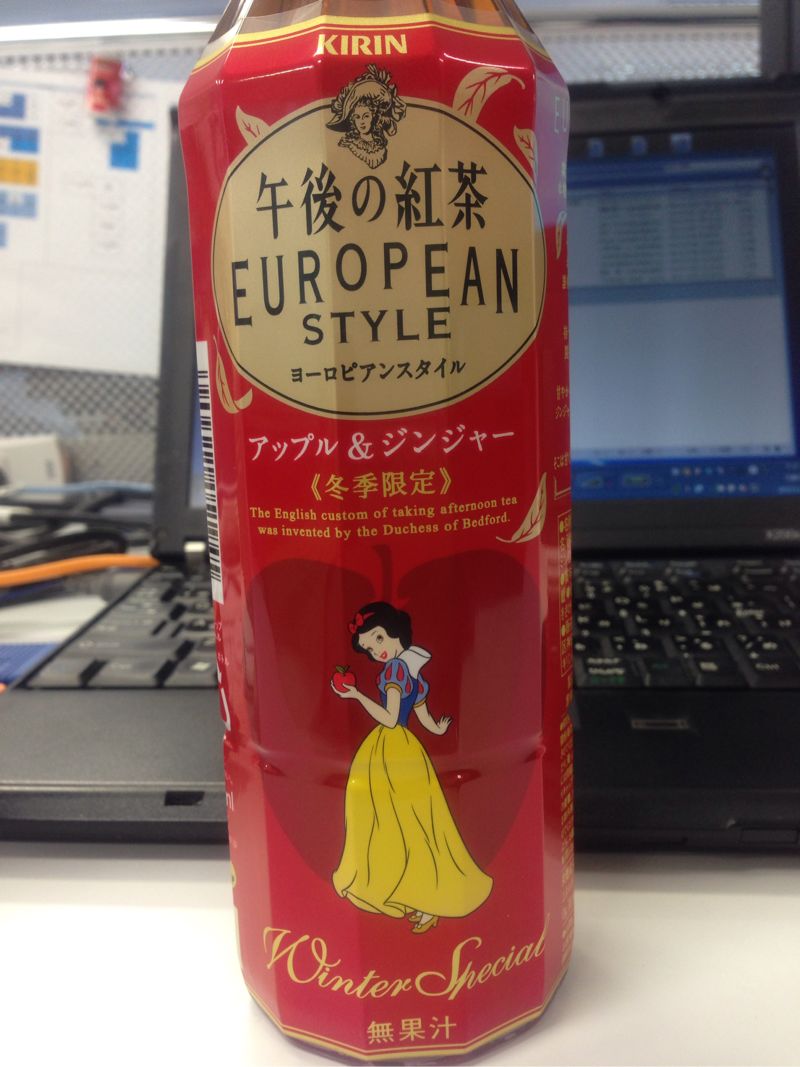 KIRIN
午後の紅茶
EUROPEAN
STYLE
ヨーロピアンスタイル
アップル & ジンジャー
《冬季限定》
The English custom of taking afternoon tea
was invented by the Duchess of Bedford.
Winter Special
無果汁